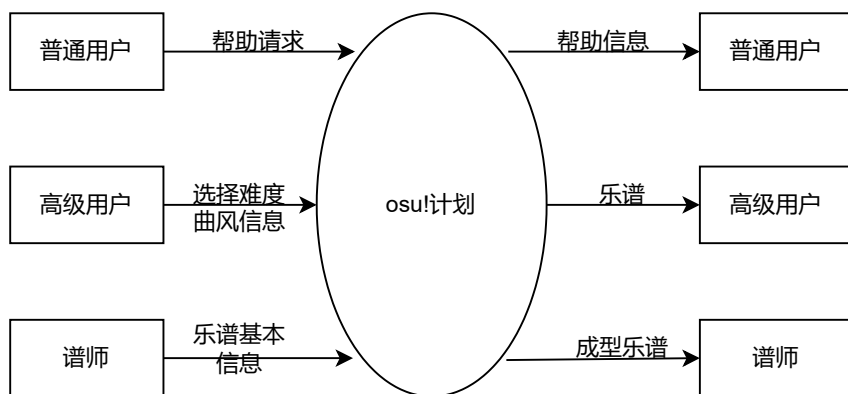 普通用户
帮助请求
帮助信息
普通用户
高级用户
选择难度
曲风信息
osu!计划
乐谱
高级用户
谱师
乐谱基本
信息
成型乐谱
谱师